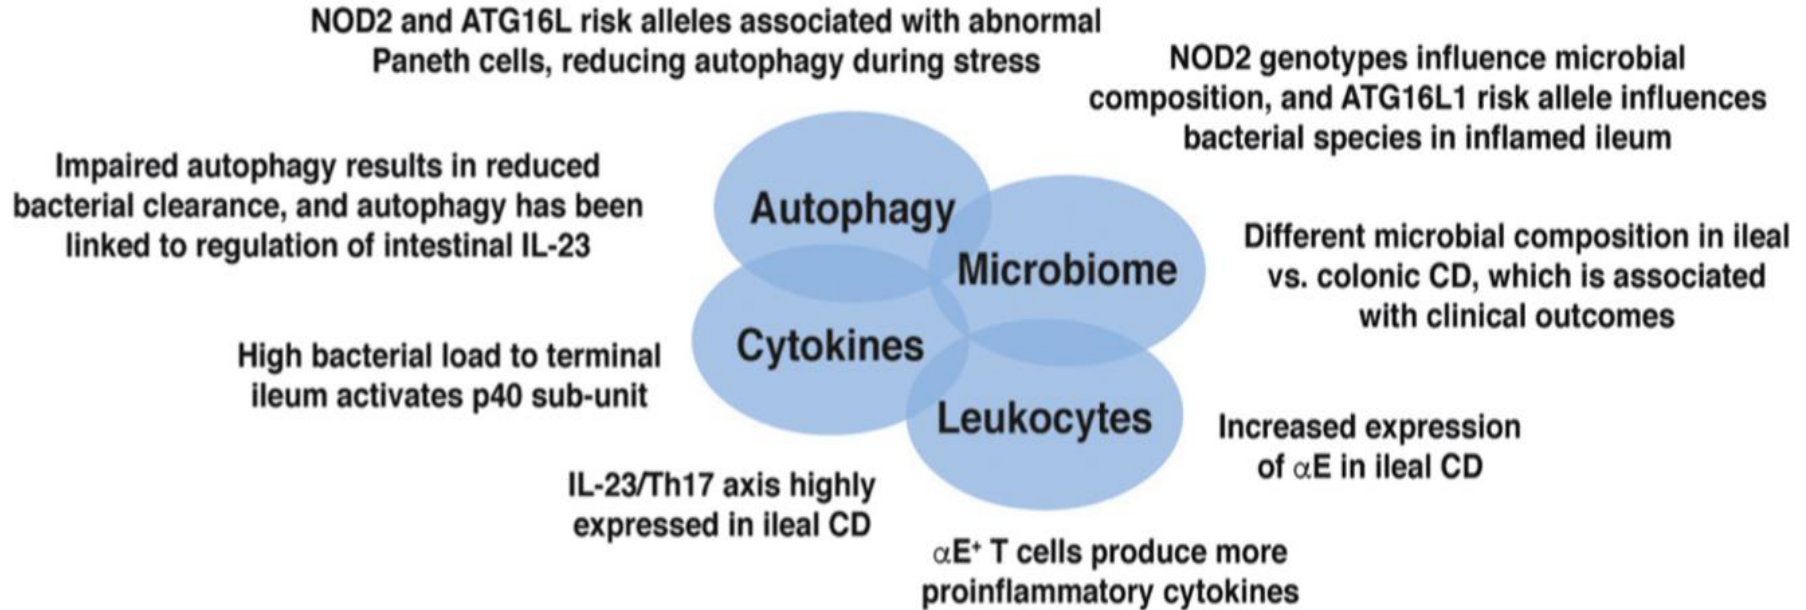 NOD2 and ATG16L risk alleles associated with abnormal
Paneth cells, reducing autophagy during stress
NOD2 genotypes influence microbial
composition, and ATG16L1 risk allele influences
bacterial species in inflamed ileum
Impaired autophagy results in reduced
bacterial clearance, and autophagy has been
linked to regulation of intestinal IL-23
Autophagy
Microbiome
Different microbial composition in ileal
vs. colonic CD, which is associated
with clinical outcomes
High bacterial load to terminal
ileum activates p40 sub-unit
Cytokines
Leukocytes
Increased expression
of αE in ileal CD
IL-23/Th17 axis highly
expressed in ileal CD
αE⁺ T cells produce more
proinflammatory cytokines